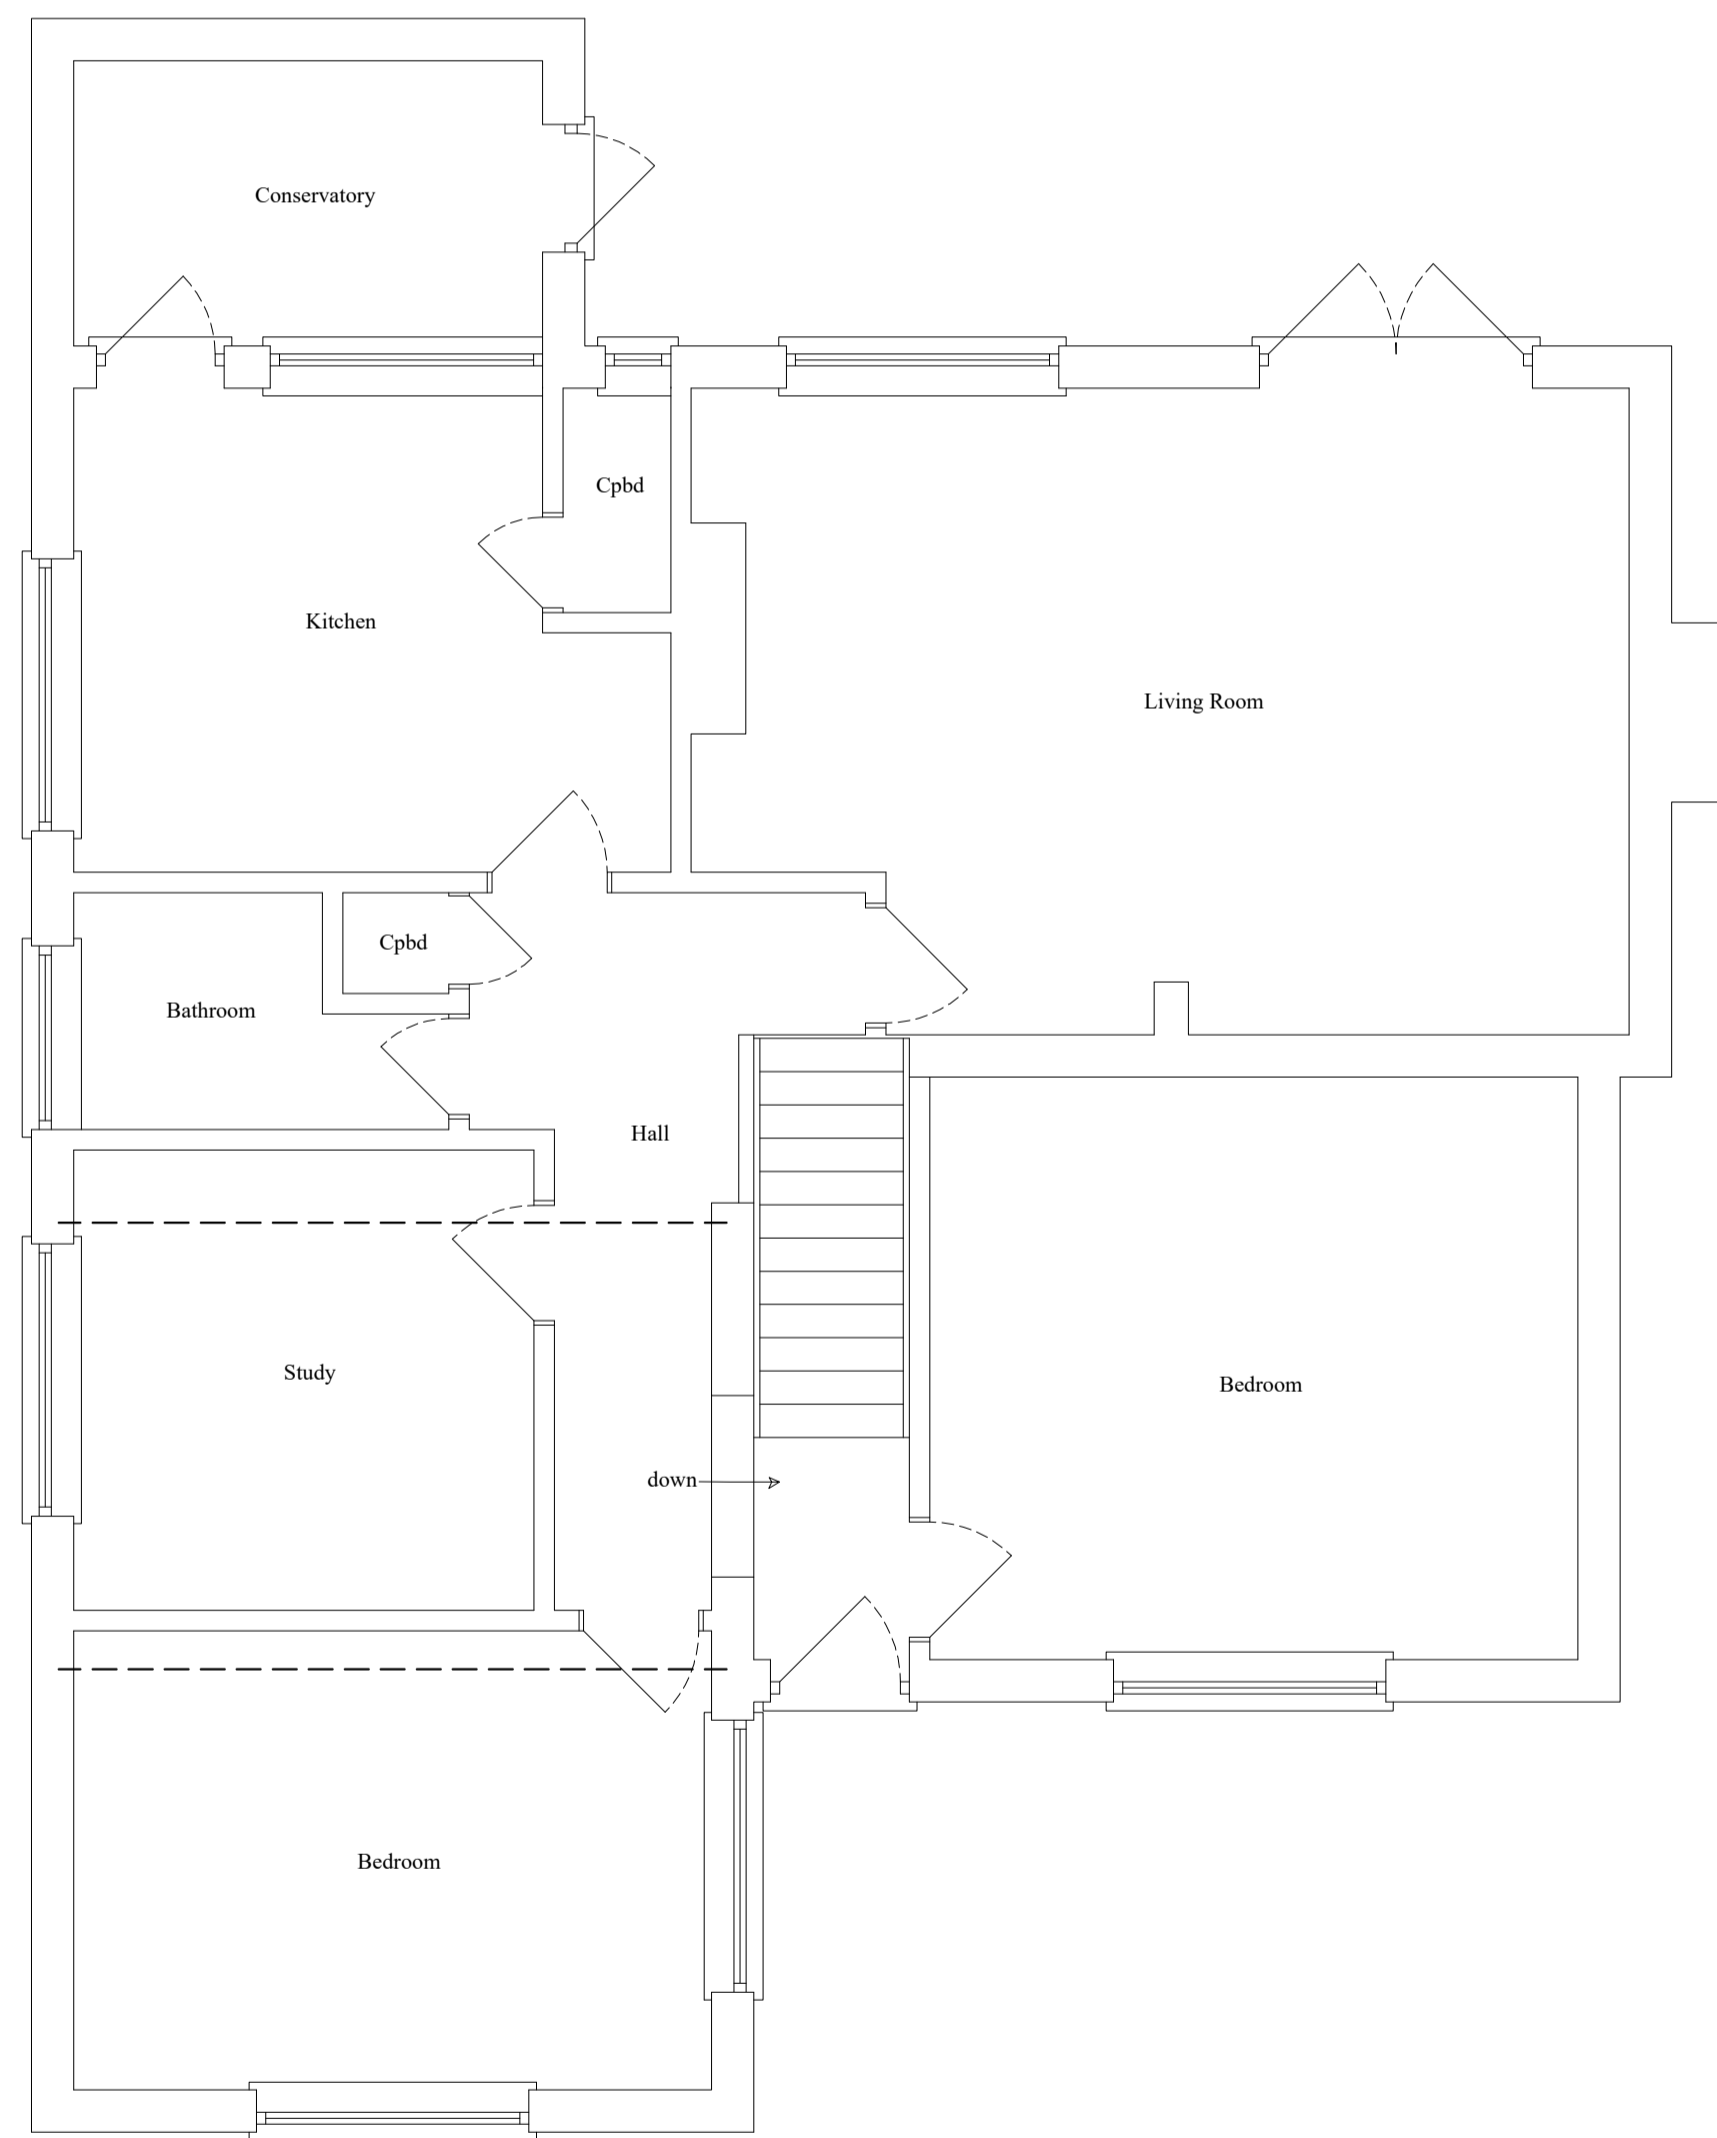 Conservatory
Cpbd
Kitchen
Living Room
Cpbd
Bathroom
Hall
Study
Bedroom
down
Bedroom